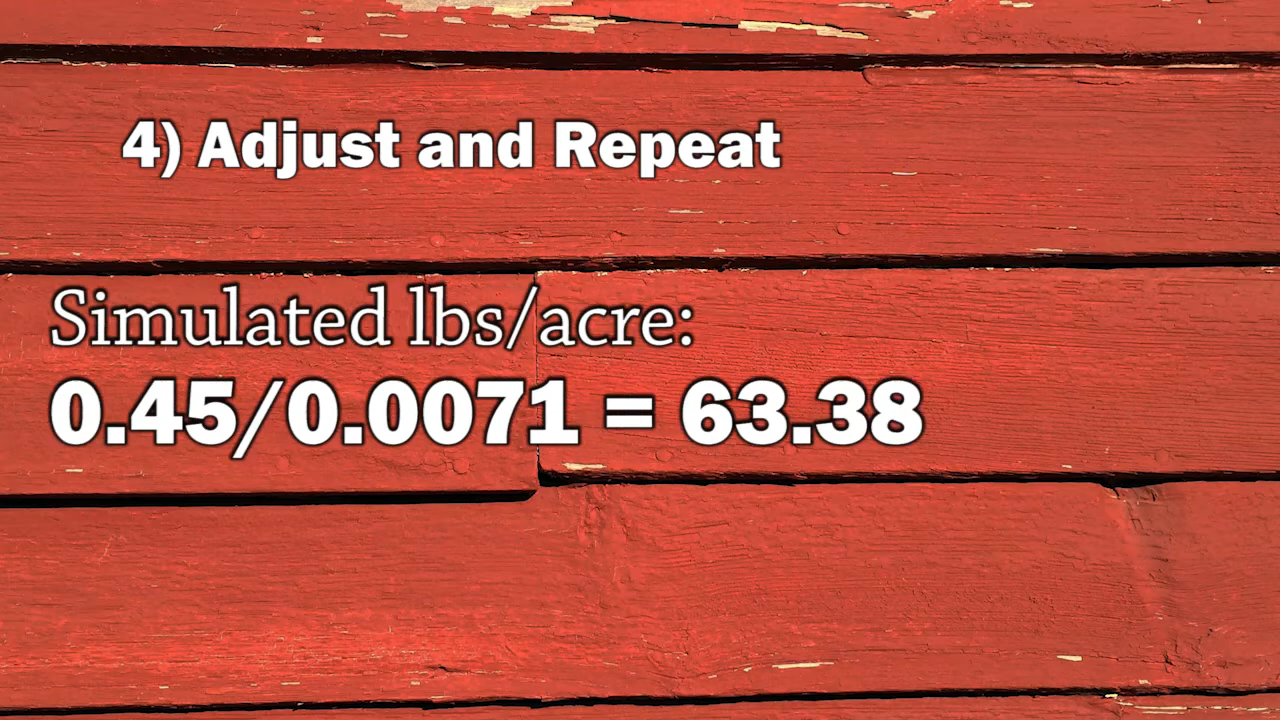 4) Adjust and Repeat
Simulated lbs/acre:
0.45/0.0071 = 63.38